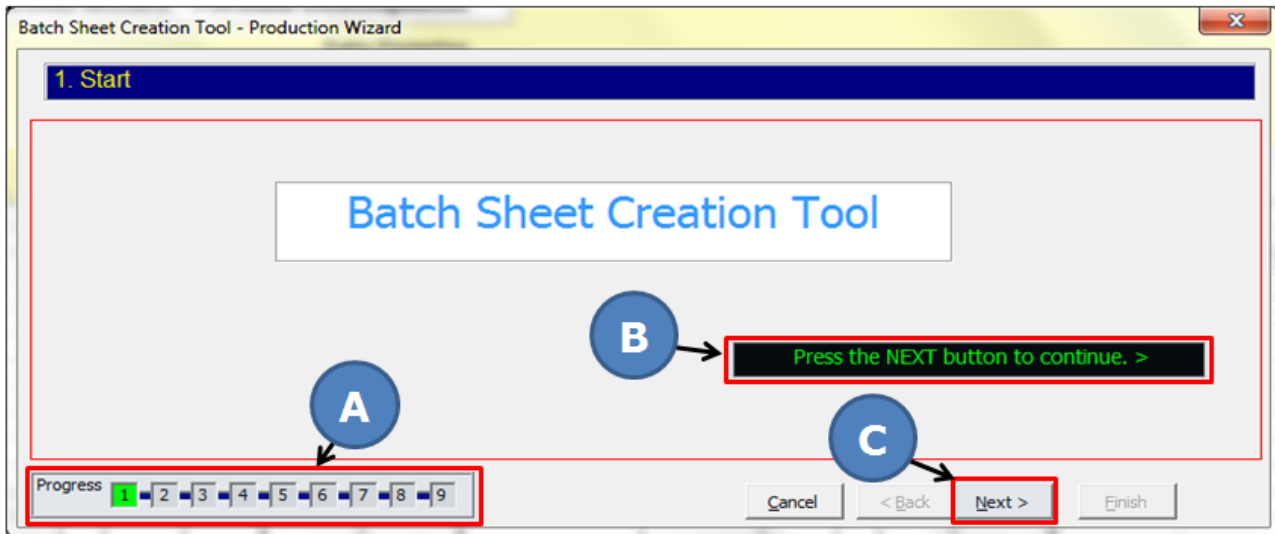 Batch Sheet Creation Tool - Production Wizard
X
1. Start
Batch Sheet Creation Tool
B
Press the NEXT button to continue. >
A
C
Progress 1 2 3 4 5 6 7 8 9
Cancel < Back Next > Finish